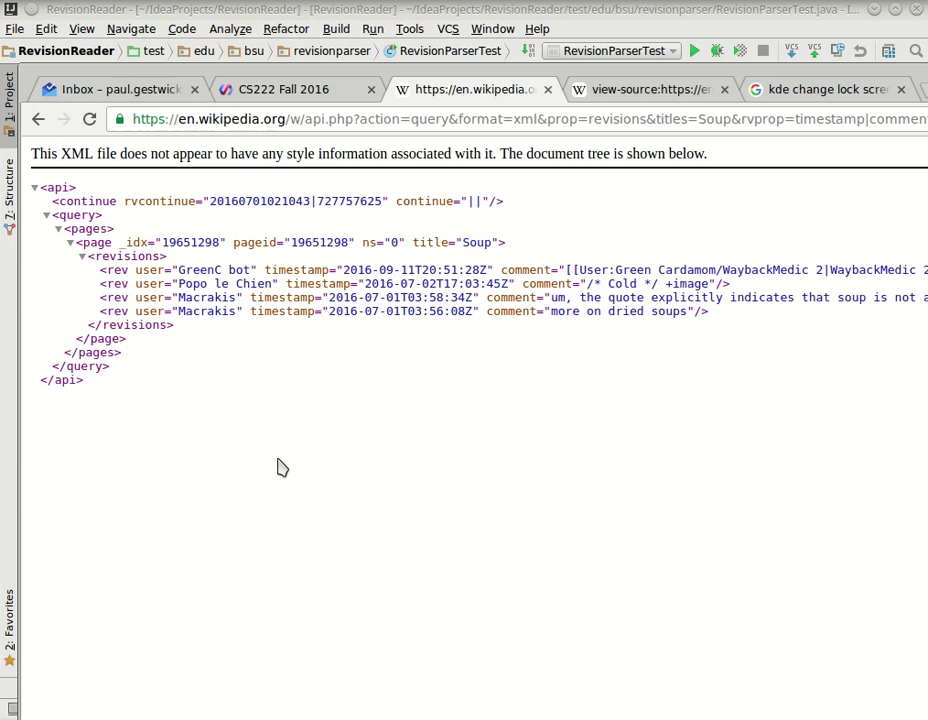 RevisionReader - [~/IdeaProjects/RevisionReader] - [RevisionReader] - ~/IdeaProjects/RevisionReader/test/edu/bsu/revisionparser/RevisionParserTest.java - I...
File Edit View Navigate Code Analyze Refactor Build Run Tools VCS Window Help
RevisionReader test edu bsu revisionparser RevisionParserTest RevisionParserTest VCS VCS
1: Project
7: Structure
2: Favorites
Inbox – paul.gestwick CS222 Fall 2016 https://en.wikipedia.o view-source:https://en kde change lock scree
https://en.wikipedia.org/w/api.php?action=query&format=xml&prop=revisions&titles=Soup&rvprop=timestamp|commen
This XML file does not appear to have any style information associated with it. The document tree is shown below.
▼<api>
<continue rvcontinue="20160701021043|727757625" continue="||"/>
▼<query>
▼<pages>
▼<page _idx="19651298" pageid="19651298" ns="0" title="Soup">
▼<revisions>
<rev user="GreenC bot" timestamp="2016-09-11T20:51:28Z" comment="[[User:Green Cardamom/WaybackMedic 2|WaybackMedic 2
<rev user="Popo le Chien" timestamp="2016-07-02T17:03:45Z" comment="/* Cold */ +image"/>
<rev user="Macrakis" timestamp="2016-07-01T03:58:34Z" comment="um, the quote explicitly indicates that soup is not a
<rev user="Macrakis" timestamp="2016-07-01T03:56:08Z" comment="more on dried soups"/>
</revisions>
</page>
</pages>
</query>
</api>